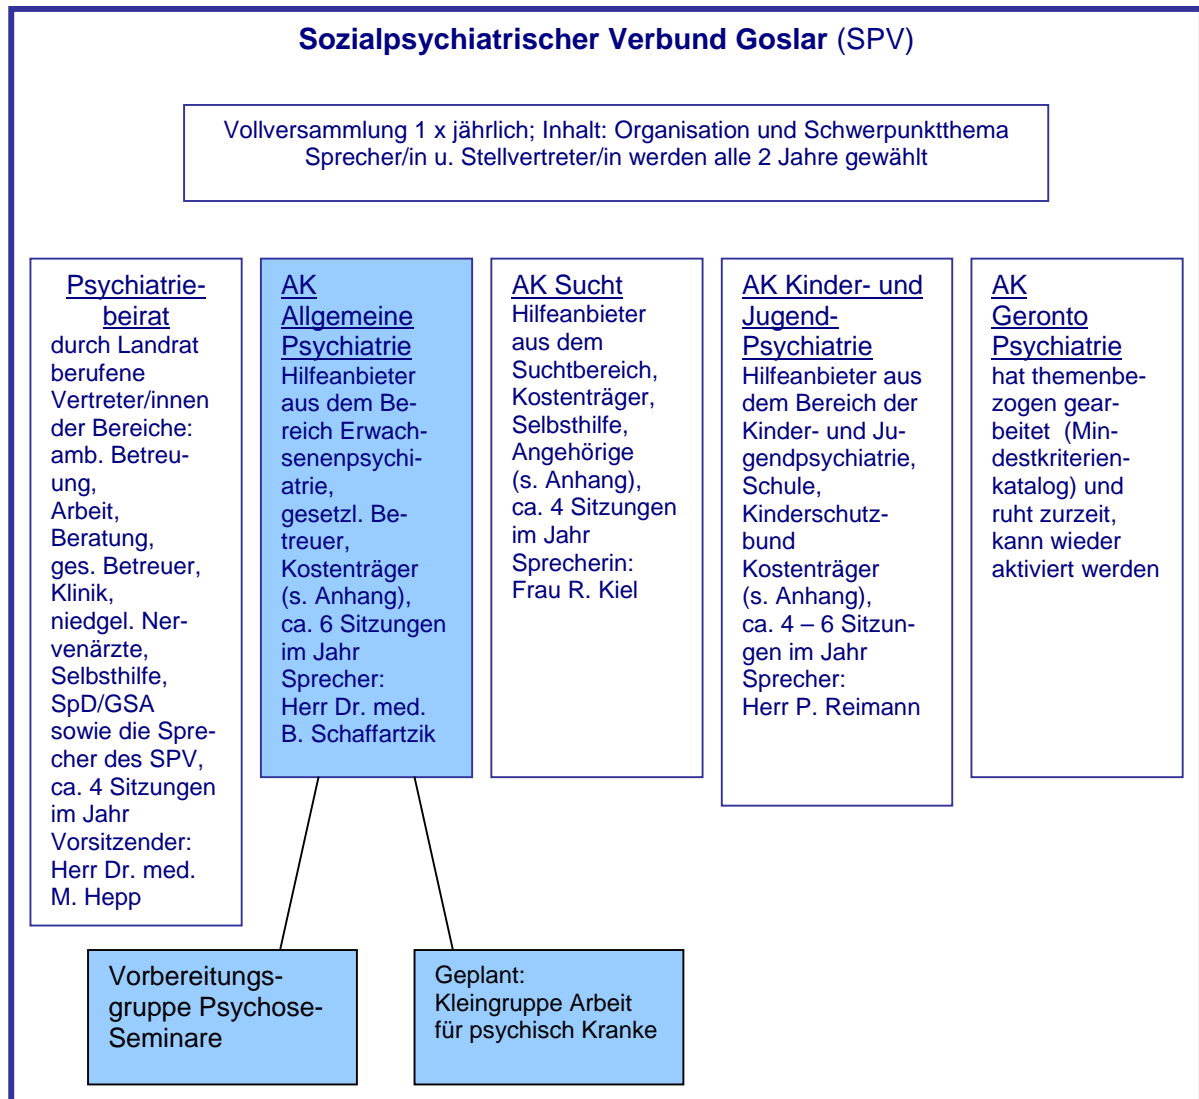 Sozialpsychiatrischer Verbund Goslar (SPV)
Vollversammlung 1 x jährlich; Inhalt: Organisation und Schwerpunktthema
Sprecher/in u. Stellvertreter/in werden alle 2 Jahre gewählt
Psychiatrie-
beirat
durch Landrat
berufene
Vertreter/innen
der Bereiche:
amb. Betreu-
ung,
Arbeit,
Beratung,
ges. Betreuer,
Klinik,
niedgel. Ner-
venärzte,
Selbsthilfe,
SpD/GSA
sowie die Spre-
cher des SPV,
ca. 4 Sitzungen
im Jahr
Vorsitzender:
Herr Dr. med.
M. Hepp
AK
Allgemeine
Psychiatrie
Hilfeanbieter
aus dem Be-
reich Erwach-
senenpsychi-
atrie,
gesetzl. Be-
treuer,
Kostenträger
(s. Anhang),
ca. 6 Sitzungen
im Jahr
Sprecher:
Herr Dr. med.
B. Schaffartzik
AK Sucht
Hilfeanbieter
aus dem
Suchtbereich,
Kostenträger,
Selbsthilfe,
Angehörige
(s. Anhang),
ca. 4 Sitzungen
im Jahr
Sprecherin:
Frau R. Kiel
AK Kinder- und
Jugend-
Psychiatrie
Hilfeanbieter aus
dem Bereich der
Kinder- und Ju-
gendpsychiatrie,
Schule,
Kinderschutz-
bund
Kostenträger
(s. Anhang),
ca. 4 – 6 Sitzun-
gen im Jahr
Sprecher:
Herr P. Reimann
AK
Geronto
Psychiatrie
hat themenbe-
zogen gear-
beitet (Min-
destkriterien-
katalog) und
ruht zurzeit,
kann wieder
aktiviert werden
Vorbereitungs-
gruppe Psychose-
Seminare
Geplant:
Kleingruppe Arbeit
für psychisch Kranke